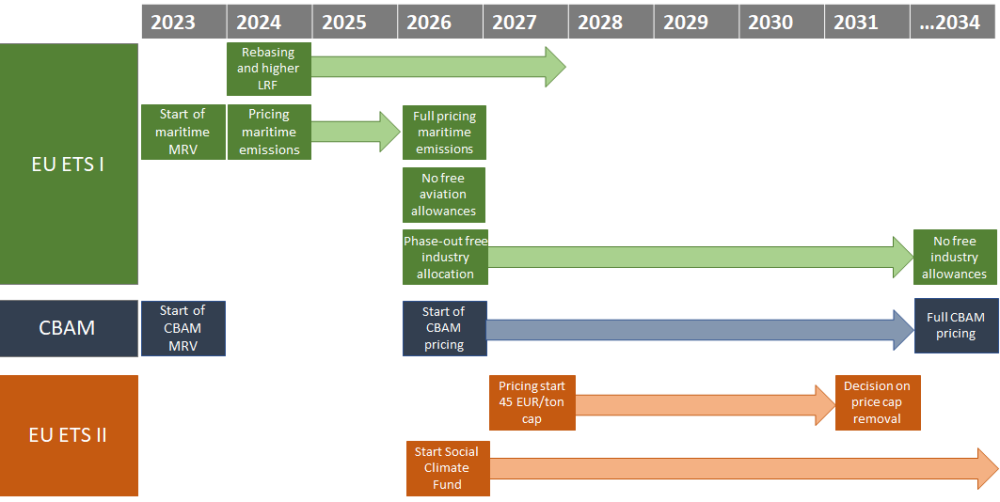 2023 2024 2025 2026 2027 2028 2029 2030 2031 ...2034
EU ETS I
Rebasing
and higher
LRF
Start of
maritime
MRV
Pricing
maritime
emissions
Full pricing
maritime
emissions
No free
aviation
allowances
Phase-out free
industry
allocation
No free
industry
allowances
CBAM
Start of
CBAM
MRV
Start of
CBAM
pricing
Full CBAM
pricing
EU ETS II
Pricing start
45 EUR/ton
cap
Decision on
price cap
removal
Start Social
Climate
Fund